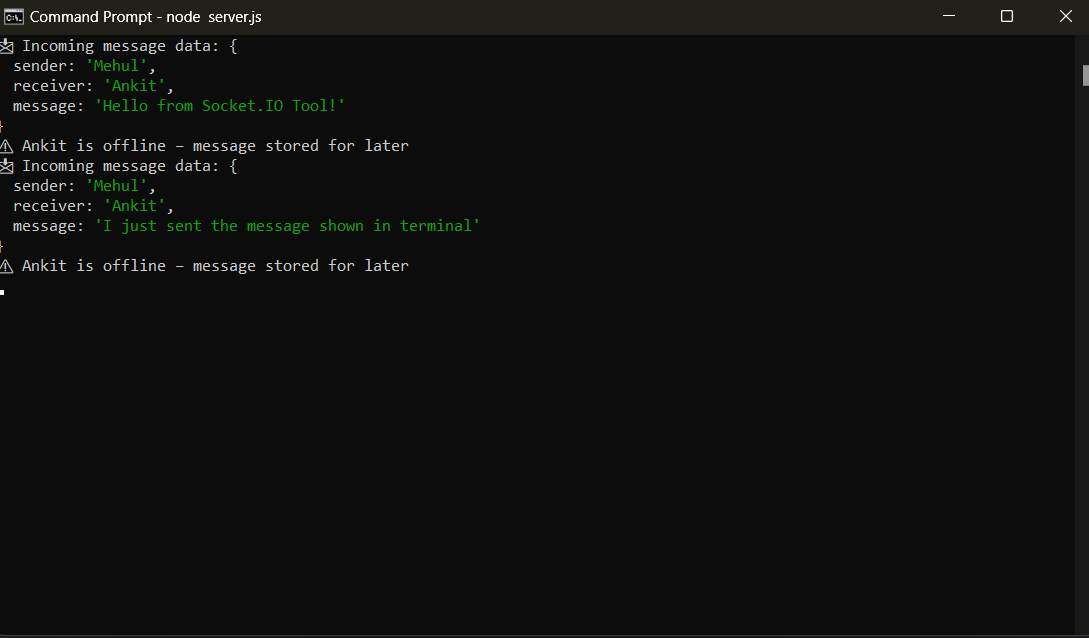 Command Prompt - node  server.js
📩 Incoming message data: {
  sender: 'Mehul',
  receiver: 'Ankit',
  message: 'Hello from Socket.IO Tool!'
}
⚠ Ankit is offline – message stored for later
📩 Incoming message data: {
  sender: 'Mehul',
  receiver: 'Ankit',
  message: 'I just sent the message shown in terminal'
}
⚠ Ankit is offline – message stored for later